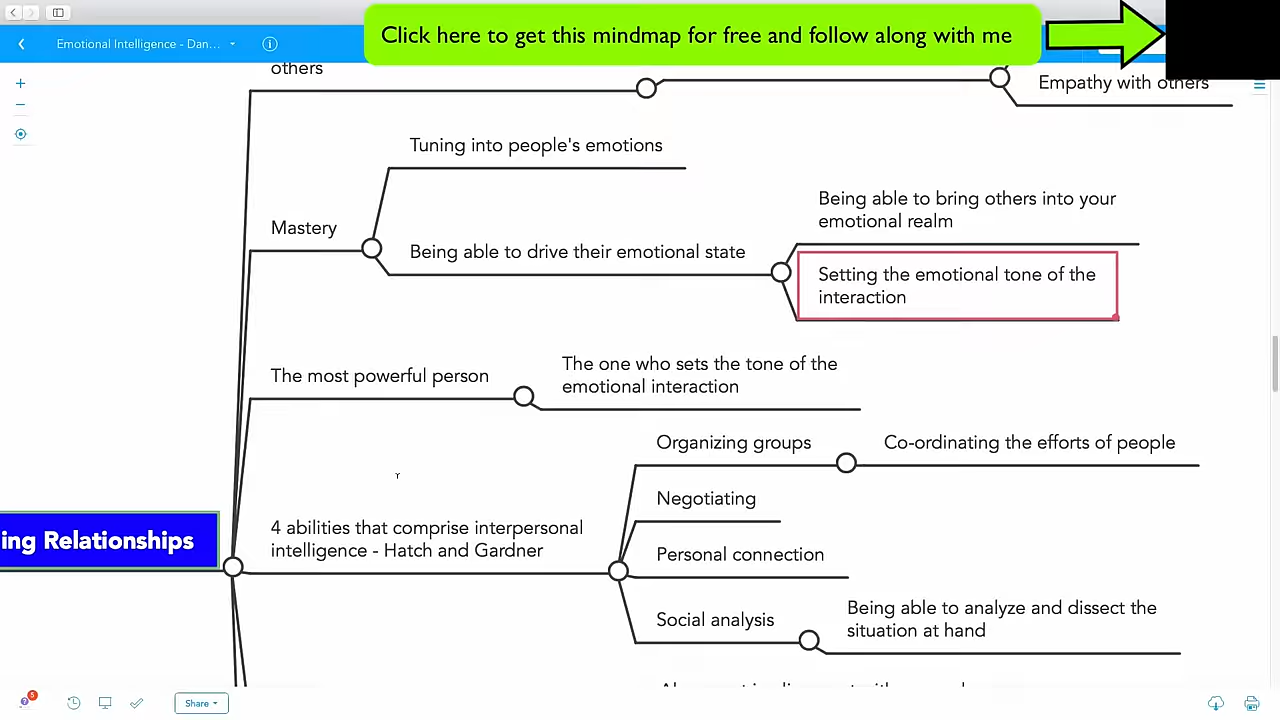 Click here to get this mindmap for free and follow along with me
Emotional Intelligence - Dan...
others
Empathy with others
Tuning into people's emotions
Being able to bring others into your
emotional realm
Mastery
Being able to drive their emotional state
Setting the emotional tone of the
interaction
The most powerful person
The one who sets the tone of the
emotional interaction
Organizing groups
Co-ordinating the efforts of people
Negotiating
4 abilities that comprise interpersonal
intelligence - Hatch and Gardner
ing Relationships
Personal connection
Social analysis
Being able to analyze and dissect the
situation at hand
5
Share